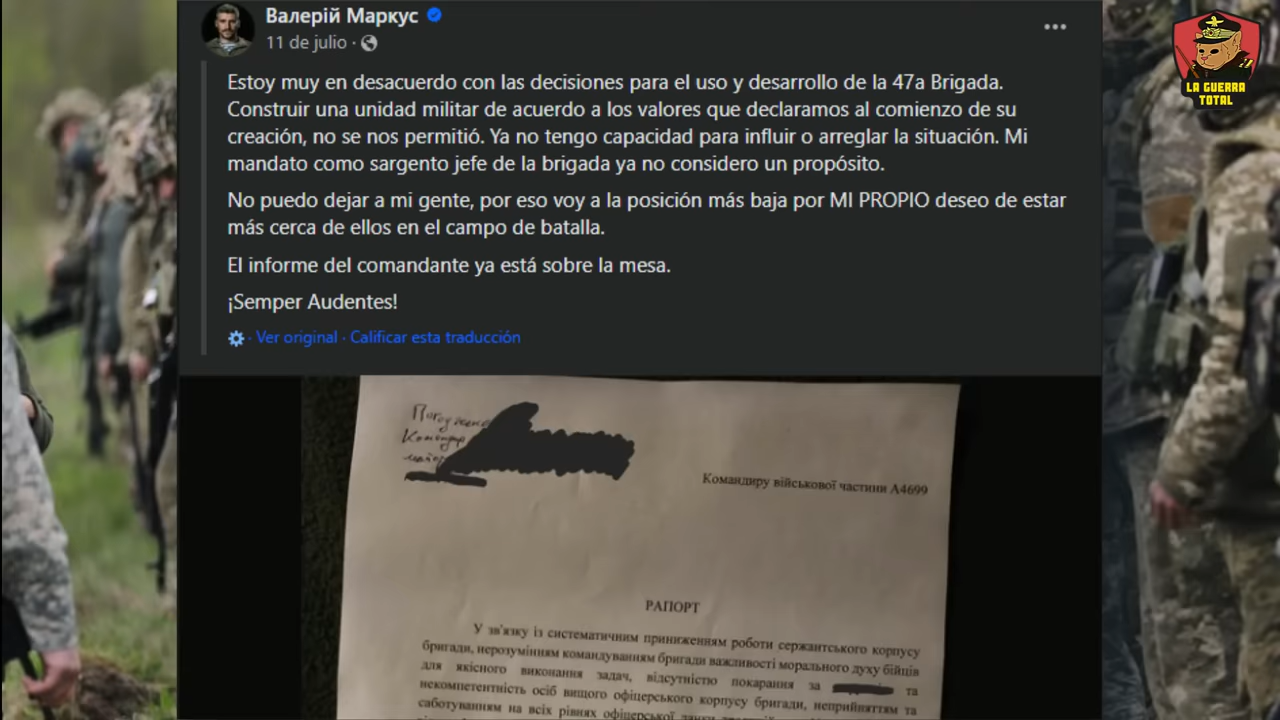 Валерій Маркус
11 de julio ·
LA GUERRA
TOTAL
Estoy muy en desacuerdo con las decisiones para el uso y desarrollo de la 47a Brigada.
Construir una unidad militar de acuerdo a los valores que declaramos al comienzo de su
creación, no se nos permitió. Ya no tengo capacidad para influir o arreglar la situación. Mi
mandato como sargento jefe de la brigada ya no considero un propósito.
No puedo dejar a mi gente, por eso voy a la posición más baja por MI PROPIO deseo de estar
más cerca de ellos en el campo de batalla.
El informe del comandante ya está sobre la mesa.
¡Semper Audentes!
· Ver original · Calificar esta traducción
Командиру військової частини А4699
РАПОРТ
У зв'язку із систематичним приниженням роботи сержантського корпусу
бригади, нерозумінням командуванням бригади важливості морального духу бійців
для якісного виконання задач, відсутністю покарання за та
некомпетентність осіб вищого офіцерського корпусу бригади, неприйняттям та
саботуванням на всіх рівнях офіцерської ланки